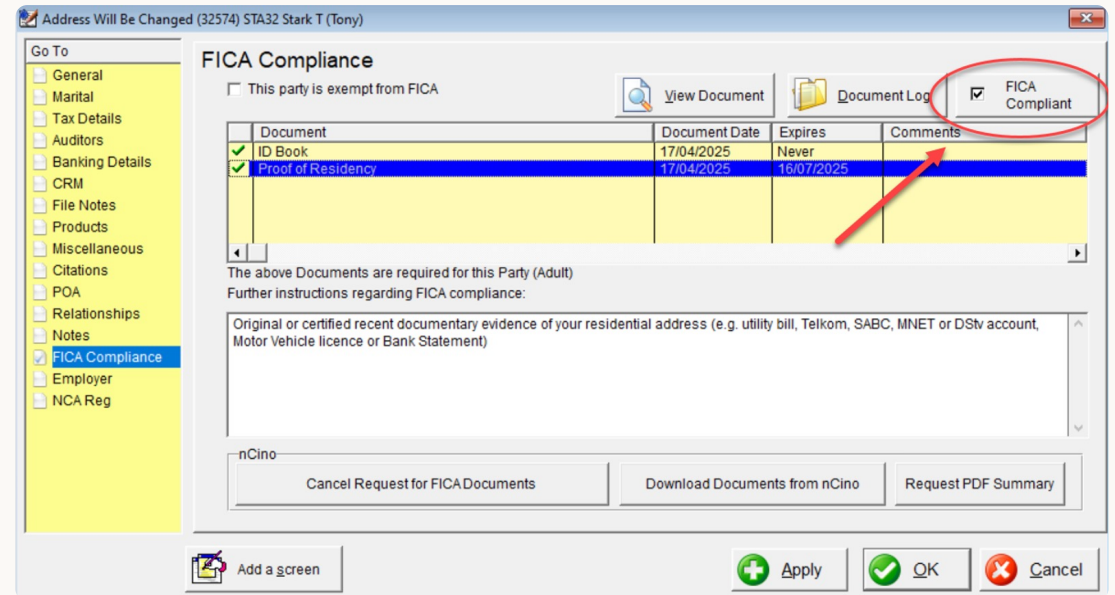 Address Will Be Changed (32574) STA32 Stark T (Tony)
Go To
General
Marital
Tax Details
Auditors
Banking Details
CRM
File Notes
Products
Miscellaneous
Citations
POA
Relationships
Notes
FICA Compliance
Employer
NCA Reg
FICA Compliance
This party is exempt from FICA
View Document
Document Log
FICA
Compliant
Document Document Date Expires Comments
ID Book 17/04/2025 Never
Proof of Residency 17/04/2025 16/07/2025
The above Documents are required for this Party (Adult)
Further instructions regarding FICA compliance:
Original or certified recent documentary evidence of your residential address (e.g. utility bill, Telkom, SABC, MNET or DStv account,
Motor Vehicle licence or Bank Statement)
nCino
Cancel Request for FICA Documents
Download Documents from nCino
Request PDF Summary
Add a screen
Apply
OK
Cancel